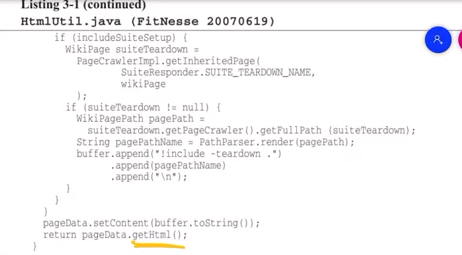 Listing 3-1 (continued)
HtmlUtil.java (FitNesse 20070619)
if (includeSuiteSetup) {
WikiPage suiteTeardown =
PageCrawlerImpl.getInheritedPage(
SuiteResponder.SUITE_TEARDOWN_NAME,
wikiPage
);
if (suiteTeardown != null) {
WikiPagePath pagePath =
suiteTeardown.getPageCrawler().getFullPath (suiteTeardown);
String pagePathName = PathParser.render(pagePath);
buffer.append("!include -teardown .")
.append(pagePathName)
.append("\n");
}
}
}
pageData.setContent(buffer.toString());
return pageData.getHtml();
}